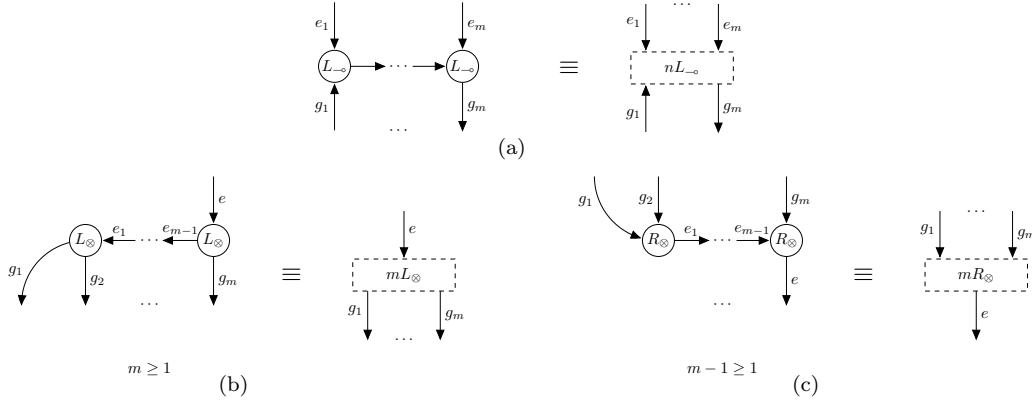 e₁ eₘ ⋯ e₁ eₘ
L⊸ ⋯ L⊸ ≡ nL⊸
g₁ gₘ g₁ gₘ
⋯
(a)
e g₁ g₂ gₘ
L⊗ e₁ ⋯ eₘ₋₁ L⊗ e R⊗ e₁ ⋯ eₘ₋₁ R⊗ g₁ ⋯ gₘ
g₁ g₂ gₘ ≡ mL⊗ e ≡ mR⊗
⋯ g₁ gₘ ⋯ e
⋯
m ≥ 1 m − 1 ≥ 1
(b) (c)